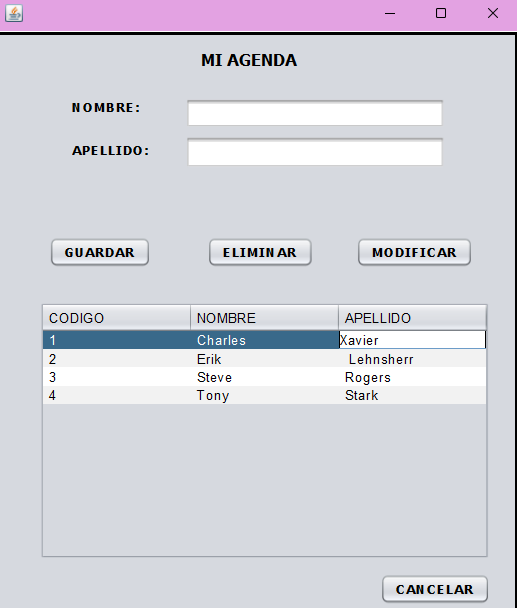 MI AGENDA
NOMBRE:
APELLIDO:
GUARDAR ELIMINAR MODIFICAR
CODIGO NOMBRE APELLIDO
1 Charles Xavier
2 Erik Lehnsherr
3 Steve Rogers
4 Tony Stark
CANCELAR